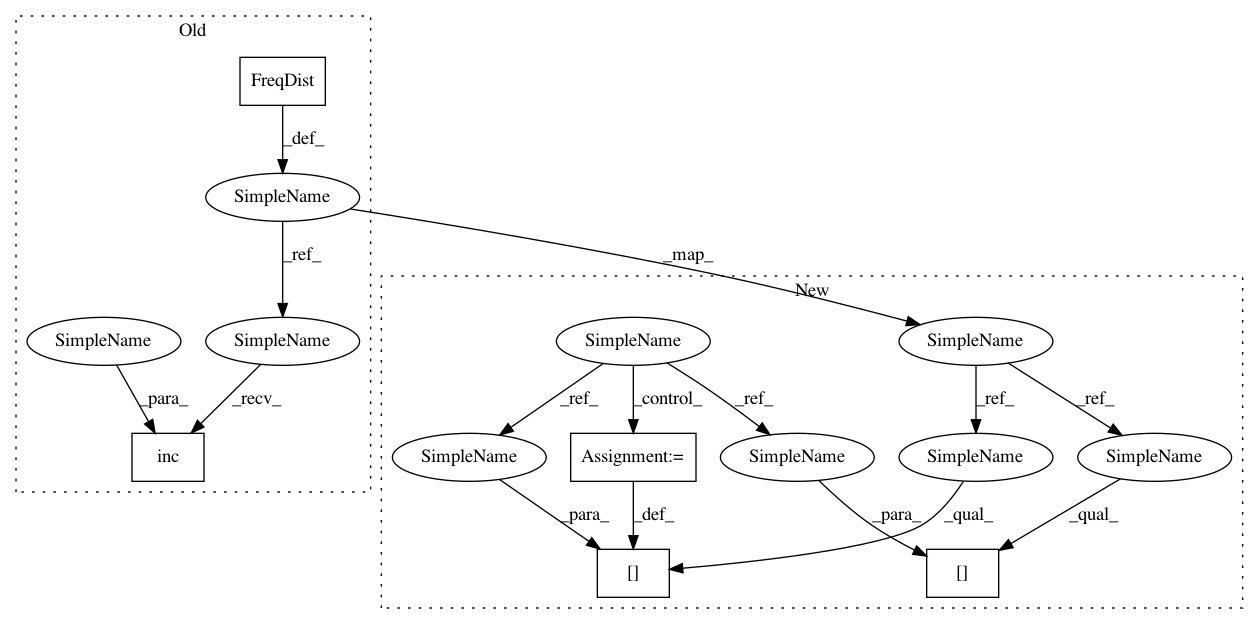 Old
FreqDist
_def_
SimpleName
_ref_
_map_
New
SimpleName
SimpleName
SimpleName
SimpleName
_para_
_recv_
_ref_
_control_
_ref_
_ref_
_ref_
inc
SimpleName
Assignment:=
SimpleName
SimpleName
SimpleName
_para_
_def_
_para_
_qual_
_qual_
[]
[]